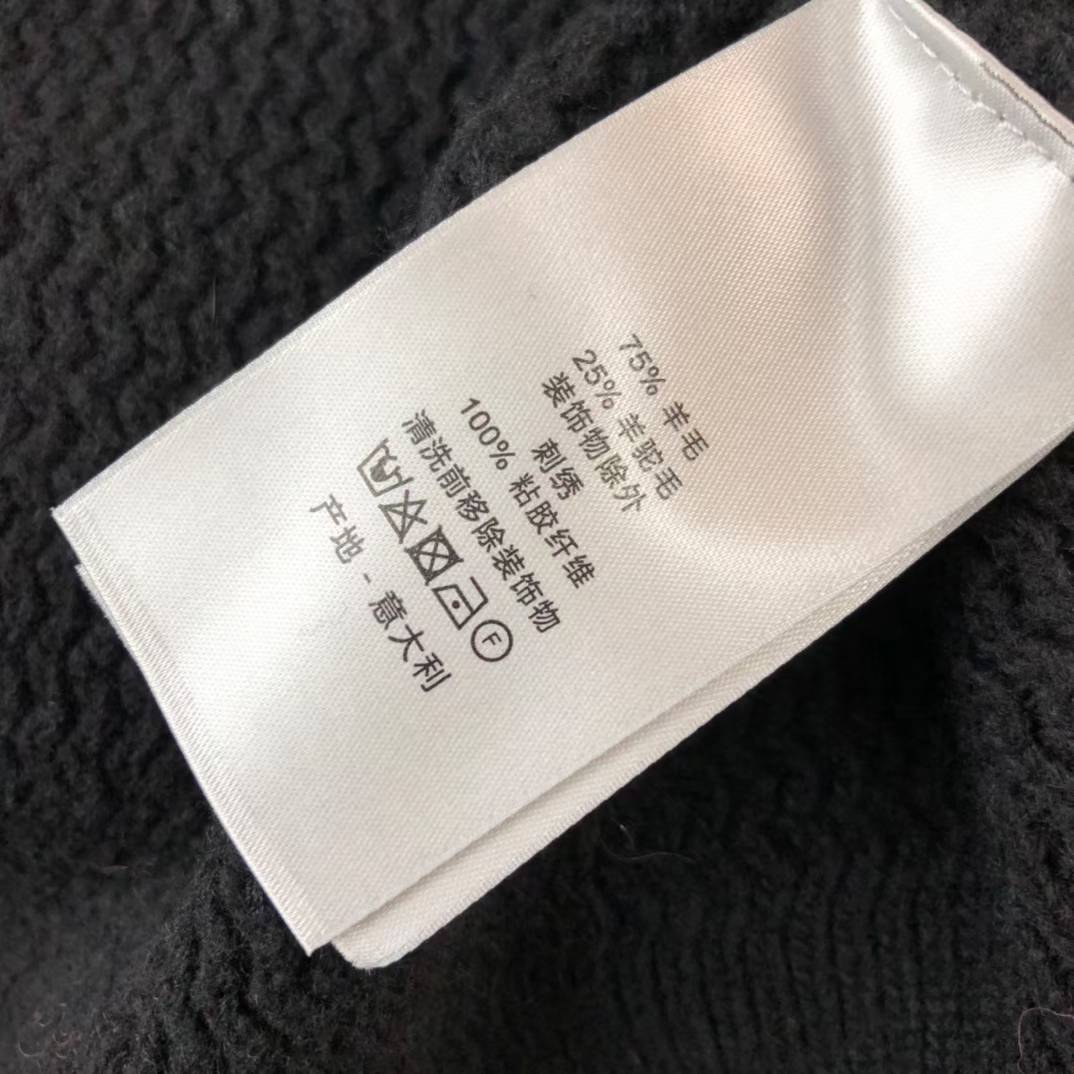 75% 羊毛
25% 羊驼毛
装饰物除外
刺绣
100% 粘胶纤维
清洗前移除装饰物
F
产地 - 意大利